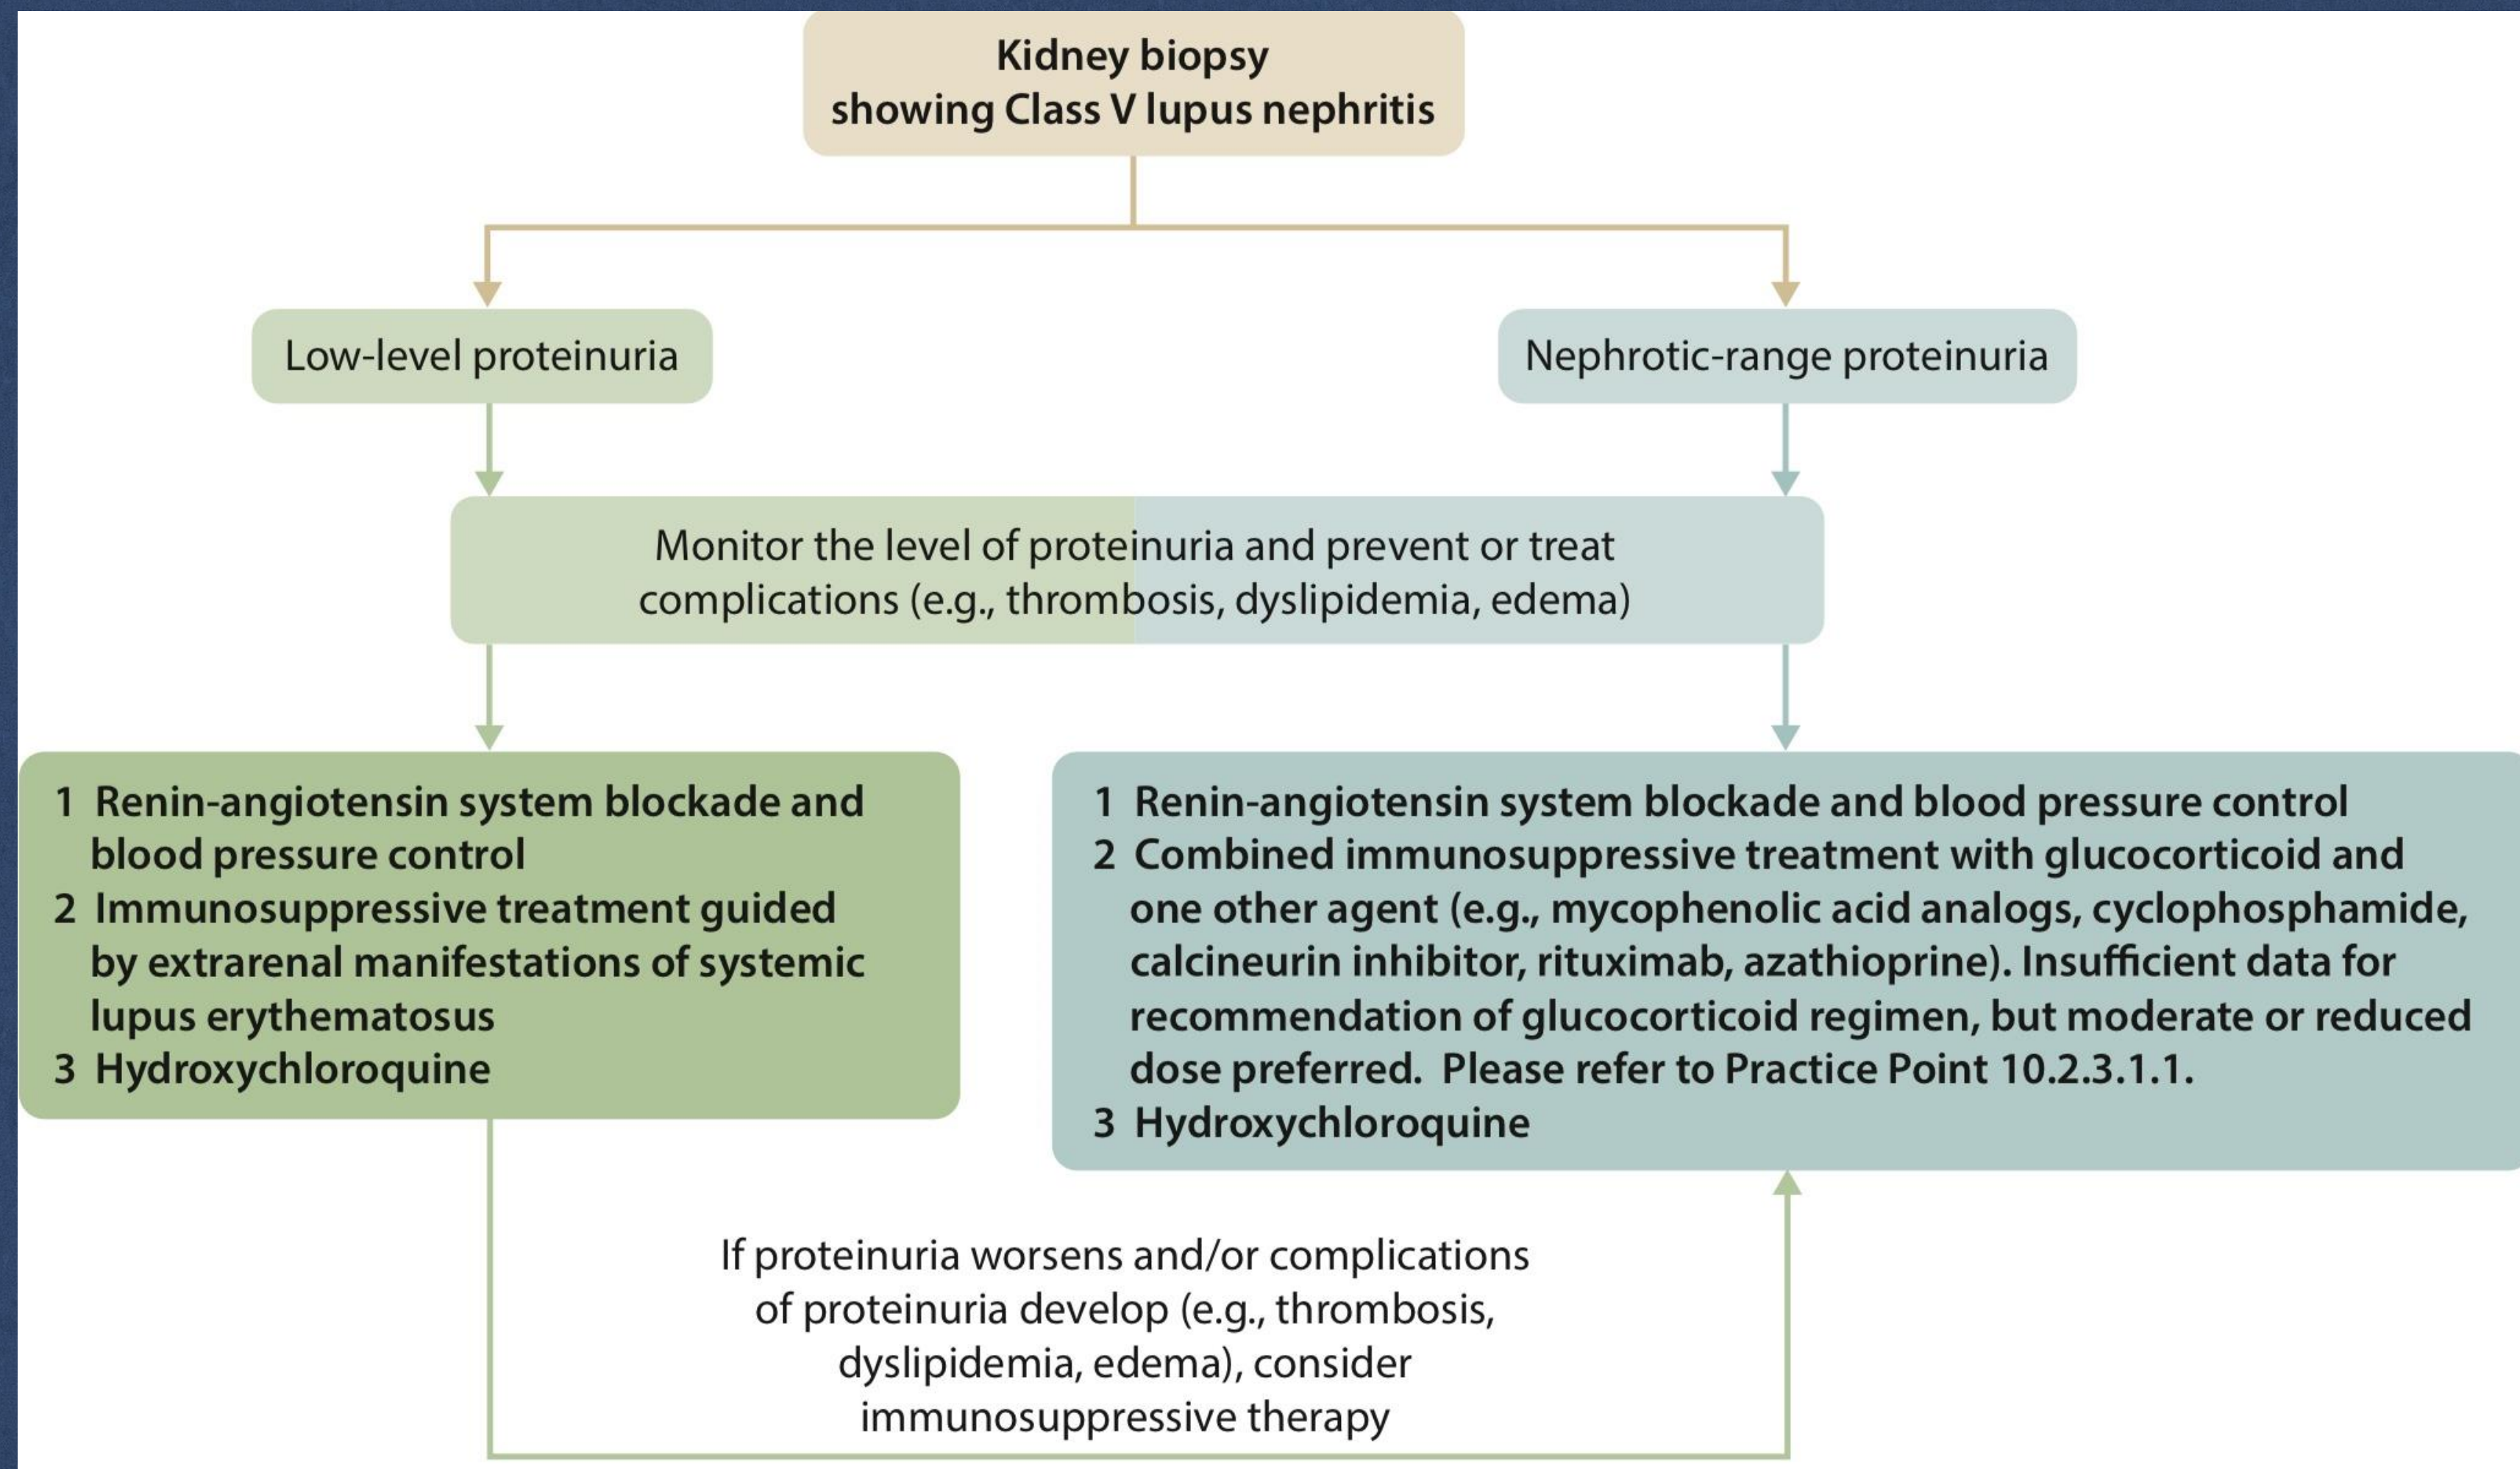 Kidney biopsy
showing Class V lupus nephritis
Low-level proteinuria
Nephrotic-range proteinuria
Monitor the level of proteinuria and prevent or treat
complications (e.g., thrombosis, dyslipidemia, edema)
1 Renin-angiotensin system blockade and
blood pressure control
2 Immunosuppressive treatment guided
by extrarenal manifestations of systemic
lupus erythematosus
3 Hydroxychloroquine
1 Renin-angiotensin system blockade and blood pressure control
2 Combined immunosuppressive treatment with glucocorticoid and
one other agent (e.g., mycophenolic acid analogs, cyclophosphamide,
calcineurin inhibitor, rituximab, azathioprine). Insufficient data for
recommendation of glucocorticoid regimen, but moderate or reduced
dose preferred. Please refer to Practice Point 10.2.3.1.1.
3 Hydroxychloroquine
If proteinuria worsens and/or complications
of proteinuria develop (e.g., thrombosis,
dyslipidemia, edema), consider
immunosuppressive therapy